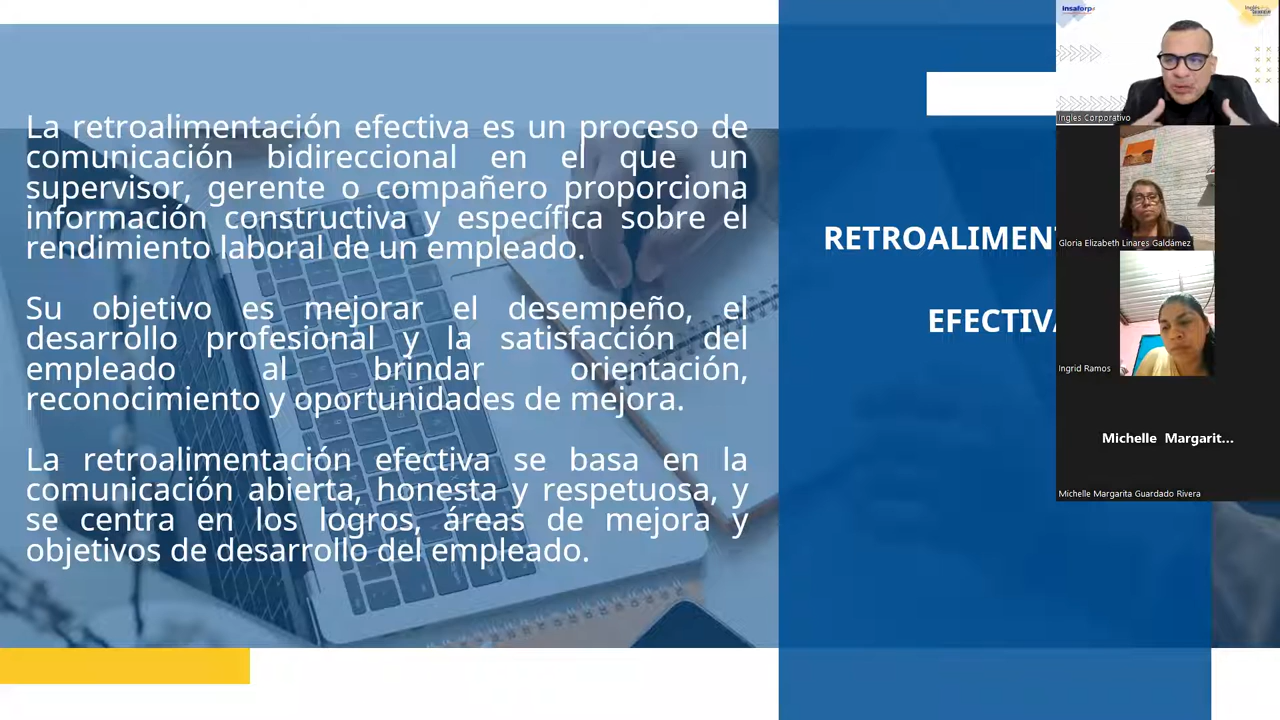 La retroalimentación efectiva es un proceso de
comunicación bidireccional en el que un
supervisor, gerente o compañero proporciona
información constructiva y específica sobre el
rendimiento laboral de un empleado.
Su objetivo es mejorar el desempeño, el
desarrollo profesional y la satisfacción del
empleado al brindar orientación,
reconocimiento y oportunidades de mejora.
La retroalimentación efectiva se basa en la
comunicación abierta, honesta y respetuosa, y
se centra en los logros, áreas de mejora y
objetivos de desarrollo del empleado.
RETROALIMENT
EFECTIVA
insaforp
Ingles Corporativo
Gloria Elizabeth Linares Galdámez
Ingrid Ramos
Michelle Margarit...
Michelle Margarita Guardado Rivera